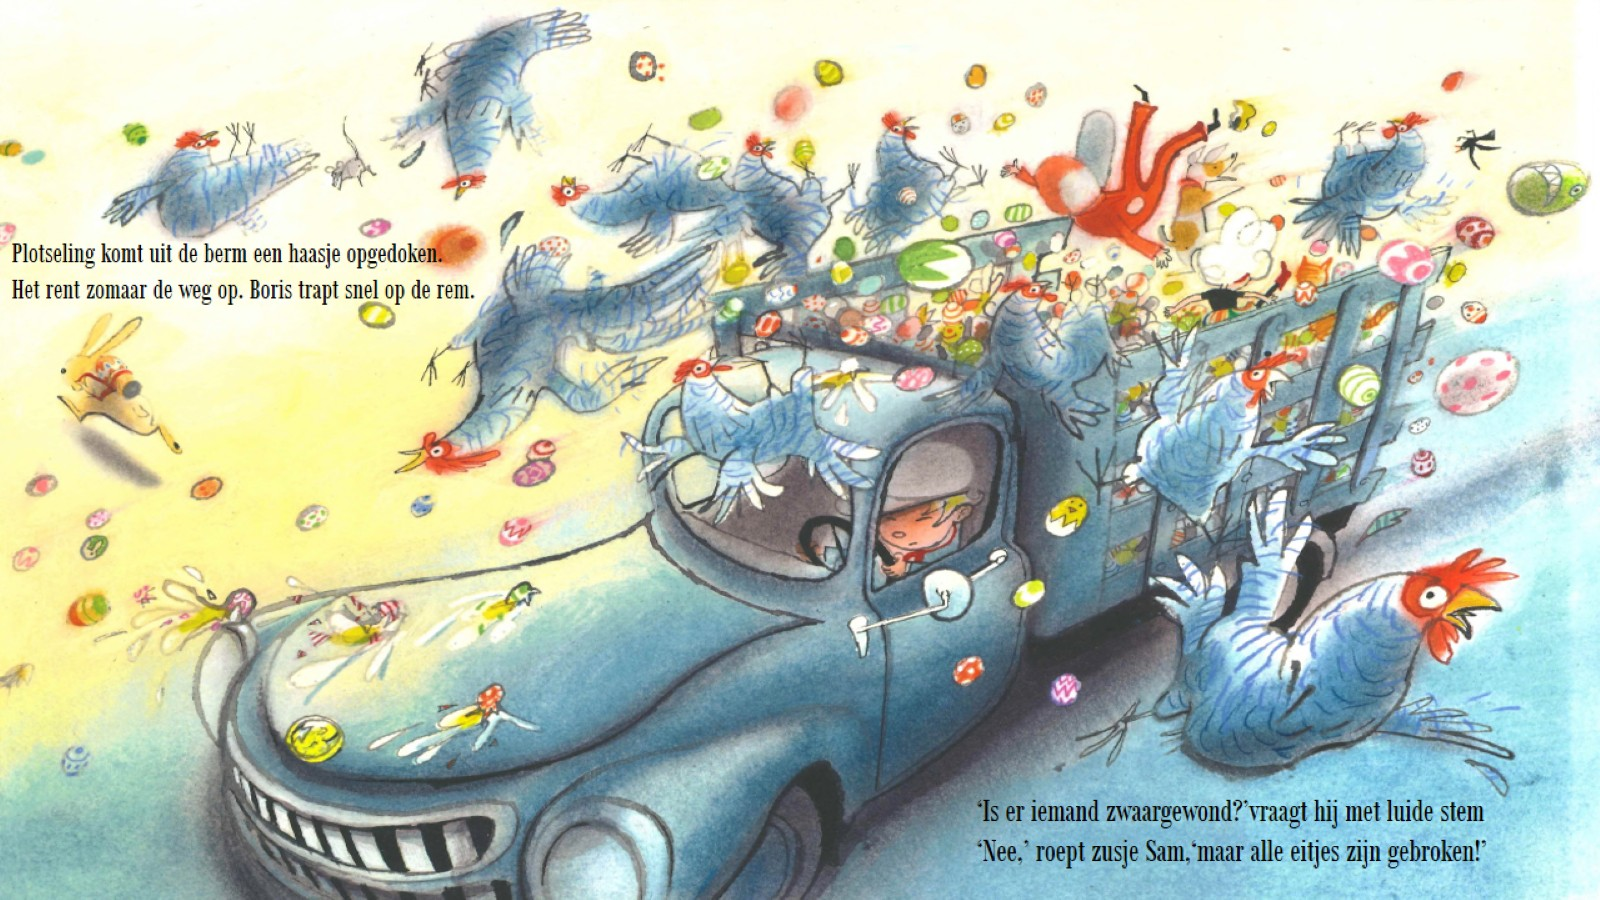 Plotseling komt uit de berm een haasje opgedoken.
Het rent zomaar de weg op. Boris trapt snel op de rem.
‘Is er iemand zwaargewond?’vraagt hij met luide stem
‘Nee,’ roept zusje Sam,‘maar alle eitjes zijn gebroken!’